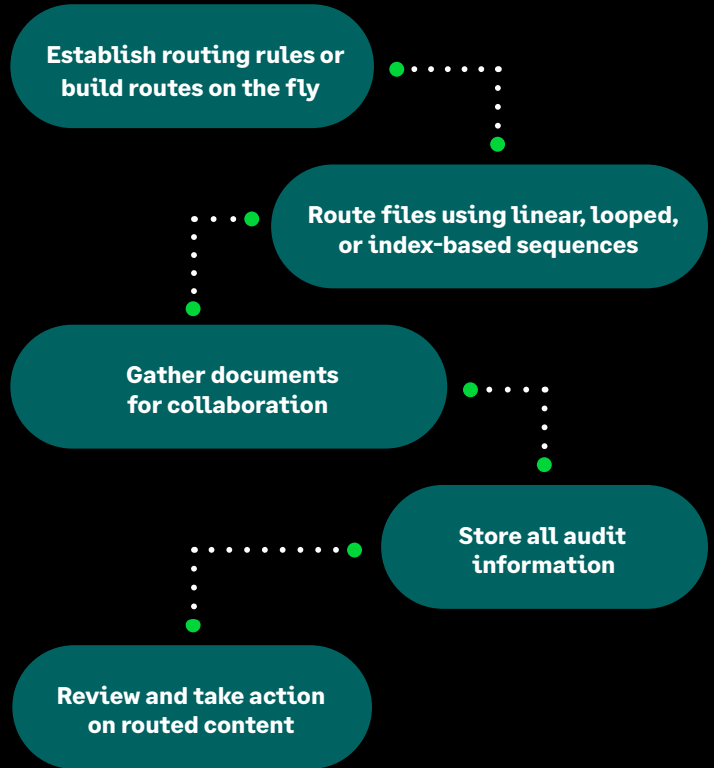 Establish routing rules or
build routes on the fly
Route files using linear, looped,
or index-based sequences
Gather documents
for collaboration
Store all audit
information
Review and take action
on routed content